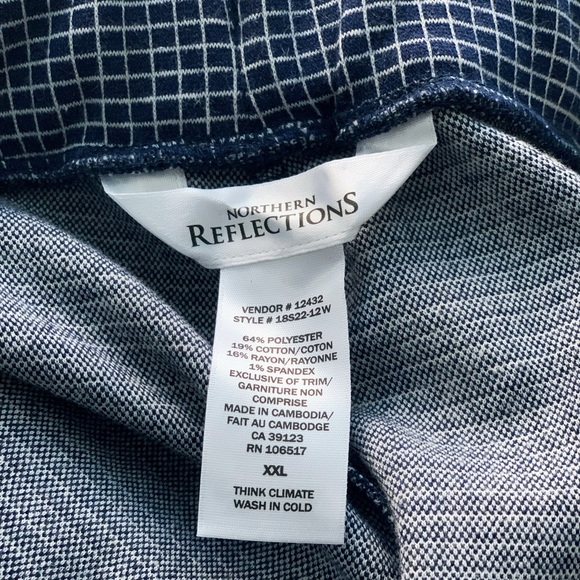 NORTHERN
REFLECTIONS
VENDOR # 12432
STYLE # 18S22-12W
64% POLYESTER
19% COTTON/COTON
16% RAYON/RAYONNE
1% SPANDEX
EXCLUSIVE OF TRIM/
GARNITURE NON
COMPRISE
MADE IN CAMBODIA/
FAIT AU CAMBODGE
CA 39123
RN 106517
XXL
THINK CLIMATE
WASH IN COLD